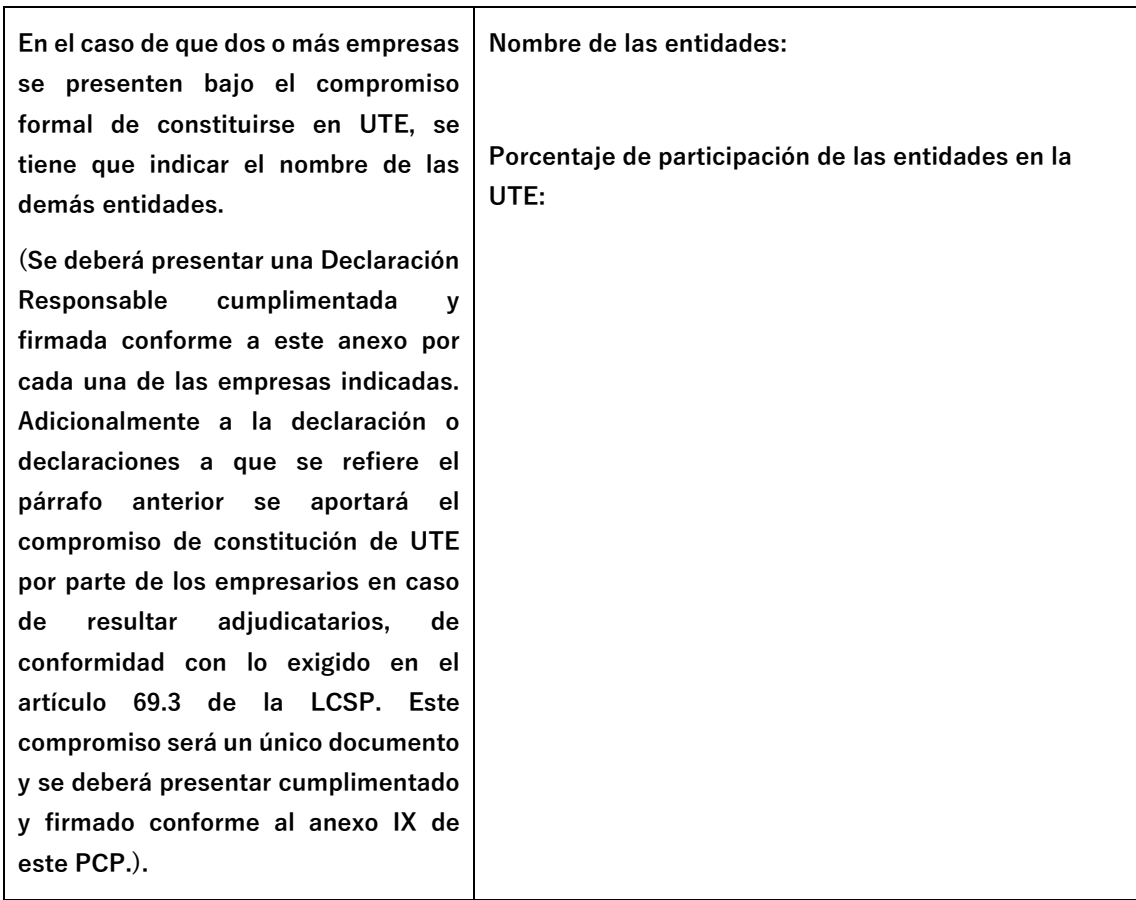 En el caso de que dos o más empresas
se presenten bajo el compromiso
formal de constituirse en UTE, se
tiene que indicar el nombre de las
demás entidades.
(Se deberá presentar una Declaración
Responsable cumplimentada y
firmada conforme a este anexo por
cada una de las empresas indicadas.
Adicionalmente a la declaración o
declaraciones a que se refiere el
párrafo anterior se aportará el
compromiso de constitución de UTE
por parte de los empresarios en caso
de resultar adjudicatarios, de
conformidad con lo exigido en el
artículo 69.3 de la LCSP. Este
compromiso será un único documento
y se deberá presentar cumplimentado
y firmado conforme al anexo IX de
este PCP.).
Nombre de las entidades:
Porcentaje de participación de las entidades en la
UTE: